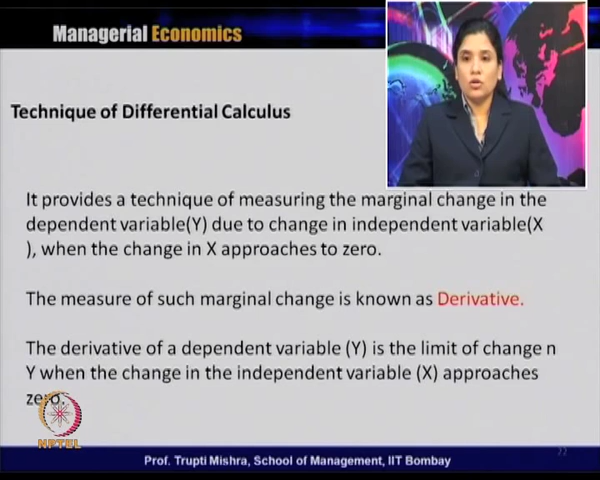 Managerial Economics
Technique of Differential Calculus
It provides a technique of measuring the marginal change in the
dependent variable(Y) due to change in independent variable(X
), when the change in X approaches to zero.
The measure of such marginal change is known as Derivative.
The derivative of a dependent variable (Y) is the limit of change n
Y when the change in the independent variable (X) approaches
zero.
NPTEL
Prof. Trupti Mishra, School of Management, IIT Bombay
22